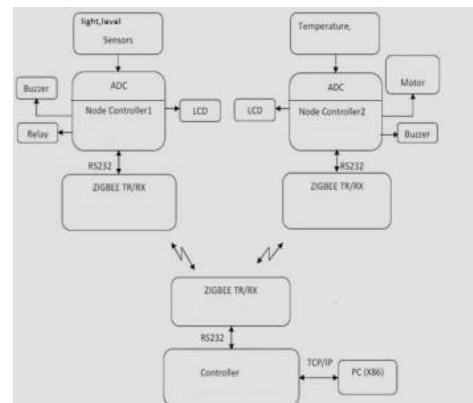 light,level
Sensors
Temperature,
ADC
ADC
Motor
Buzzer
Node Controller1
LCD
LCD
Node Controller2
Relay
Buzzer
RS232
RS232
ZIGBEE TR/RX
ZIGBEE TR/RX
ZIGBEE TR/RX
RS232
TCP/IP
Controller
PC (X86)